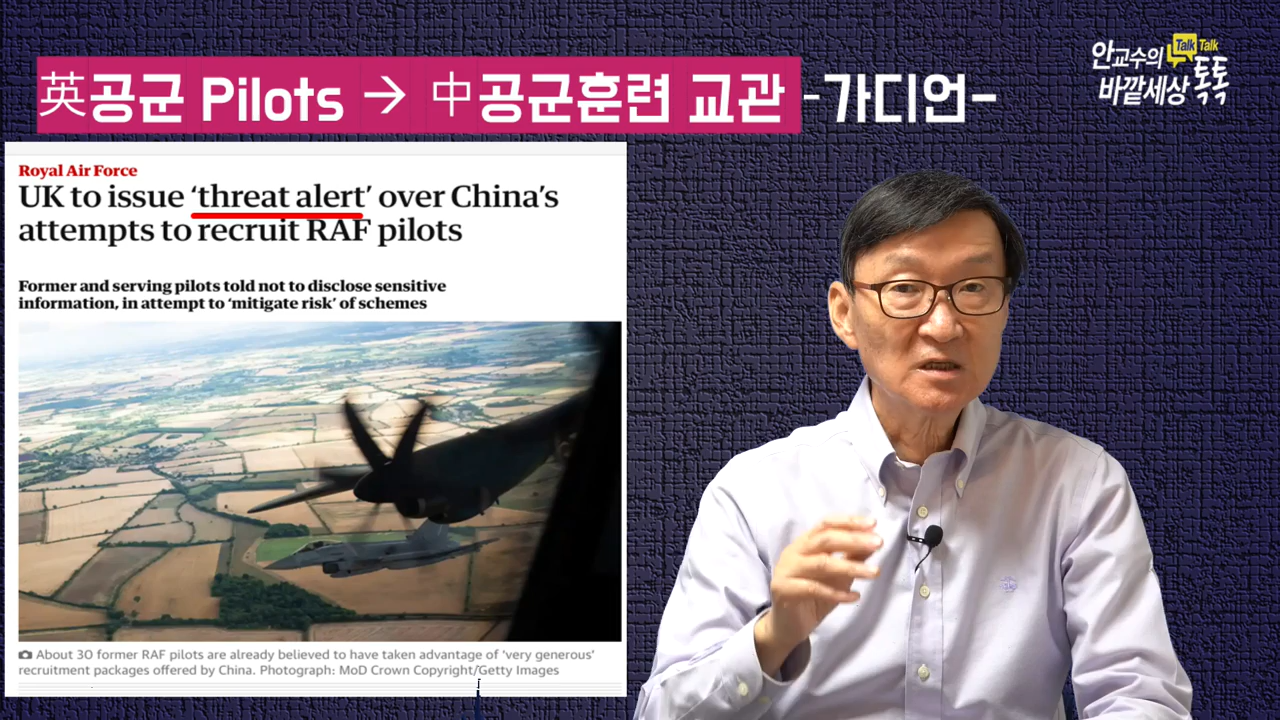 英공군 Pilots → 中공군훈련 교관 -가디언-
안교수의 Talk Talk
바깥세상 톡톡
Royal Air Force
UK to issue ‘threat alert’ over China’s
attempts to recruit RAF pilots
Former and serving pilots told not to disclose sensitive
information, in attempt to ‘mitigate risk’ of schemes
About 30 former RAF pilots are already believed to have taken advantage of ‘very generous’
recruitment packages offered by China. Photograph: MoD Crown Copyright/Getty Images